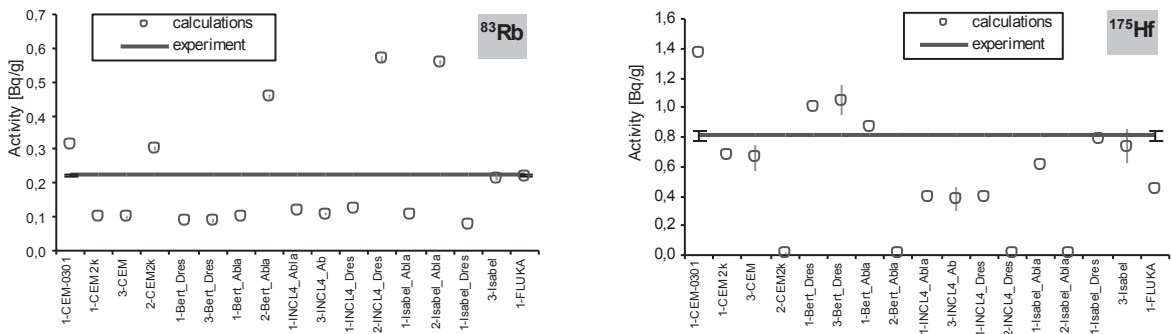 0,7
0,6
0,5
0,4
0,3
0,2
0,1
0,0
Activity [Bq/g]
calculations
experiment
83Rb
1-CEM-0301
1-CEM2k
3-CEM
2-CEM2k
1-Bert_Dres
3-Bert_Dres
1-Bert_Abla
2-Bert_Abla
1-INCL4_Abla
3-INCL4_Ab
1-INCL4_Dres
2-INCL4_Dres
1-Isabel_Abla
2-Isabel_Abla
1-Isabel_Dres
3-Isabel
1-FLUKA
1,6
1,4
1,2
1,0
0,8
0,6
0,4
0,2
0,0
Activity [Bq/g]
calculations
experiment
175Hf
1-CEM-0301
1-CEM2k
3-CEM
2-CEM2k
1-Bert_Dres
3-Bert_Dres
1-Bert_Abla
2-Bert_Abla
1-INCL4_Abla
3-INCL4_Ab
1-INCL4_Dres
2-INCL4_Dres
1-Isabel_Abla
2-Isabel_Abla
1-Isabel_Dres
3-Isabel
1-FLUKA